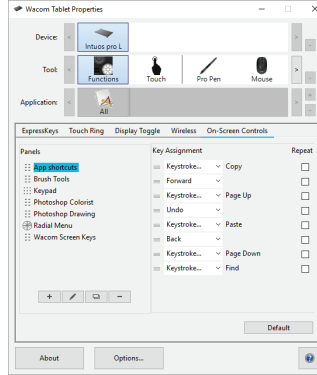 Wacom Tablet Properties
Device:
Intuos pro L
Tool:
Functions
Touch
Pro Pen
Mouse
Application:
All
ExpressKeys Touch Ring Display Toggle Wireless On-Screen Controls
Panels
Key Assignment
Repeat
App shortcuts
Brush Tools
Keypad
Photoshop Colorist
Photoshop Drawing
Radial Menu
Wacom Screen Keys
Keystroke... Copy
Forward
Keystroke... Page Up
Undo
Keystroke... Paste
Back
Keystroke... Page Down
Keystroke... Find
Default
About
Options...
?